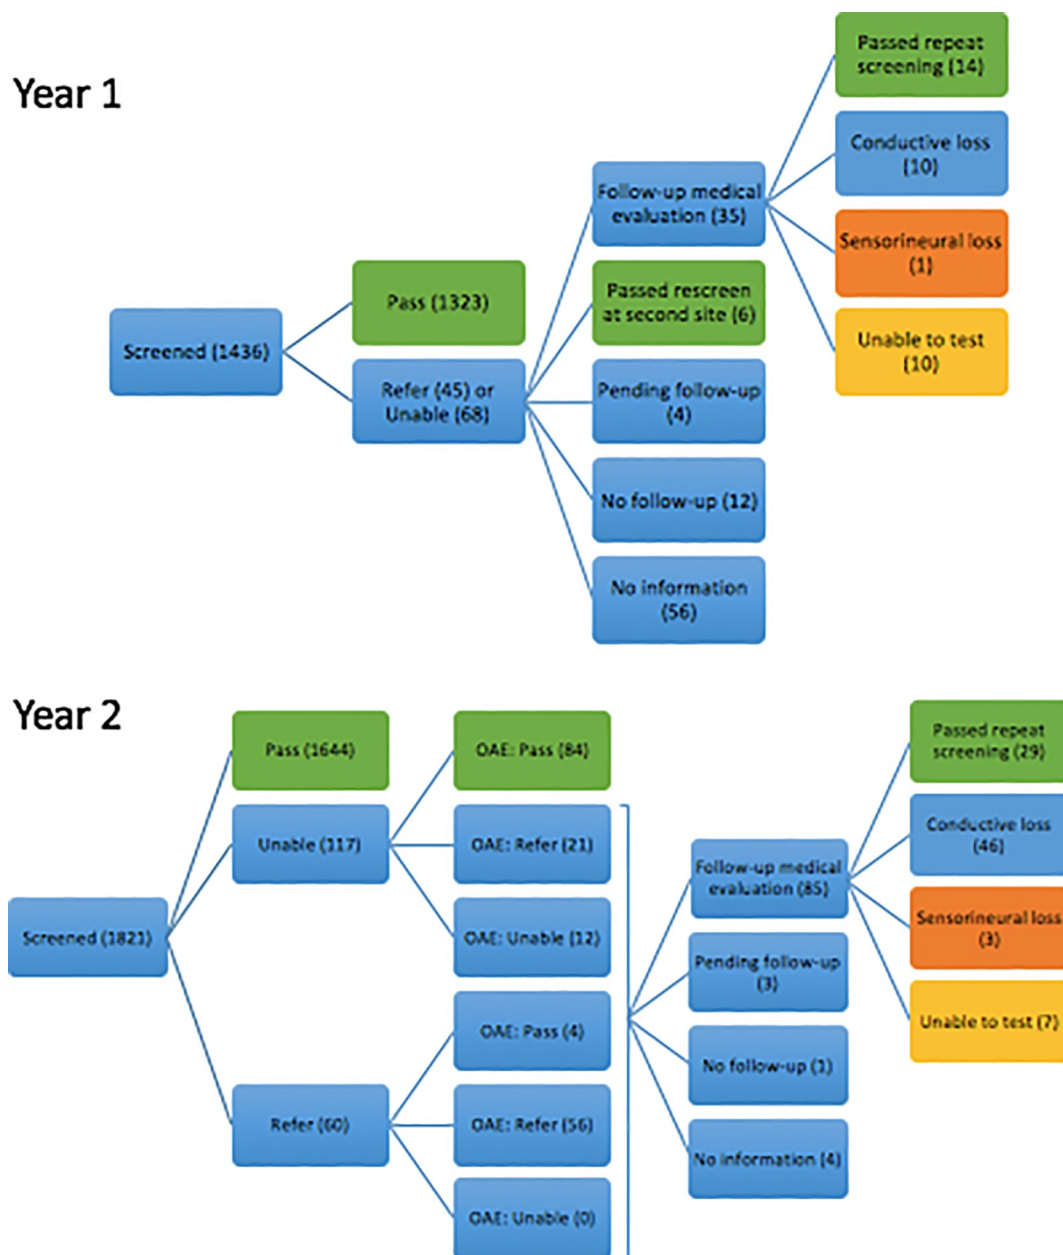 Year 1
Screened (1436)
Pass (1323)
Refer (45) or
Unable (68)
Follow-up medical
evaluation (35)
Passed rescreen
at second site (6)
Pending follow-up
(4)
No follow-up (12)
No information
(56)
Passed repeat
screening (14)
Conductive loss
(10)
Sensorineural loss
(1)
Unable to test
(10)
Year 2
Screened (1821)
Pass (1644)
Unable (117)
Refer (60)
OAE: Pass (84)
OAE: Refer (21)
OAE: Unable (12)
OAE: Pass (4)
OAE: Refer (56)
OAE: Unable (0)
Follow-up medical
evaluation (85)
Pending follow-up
(3)
No follow-up (1)
No information (4)
Passed repeat
screening (29)
Conductive loss
(46)
Sensorineural loss
(3)
Unable to test (7)